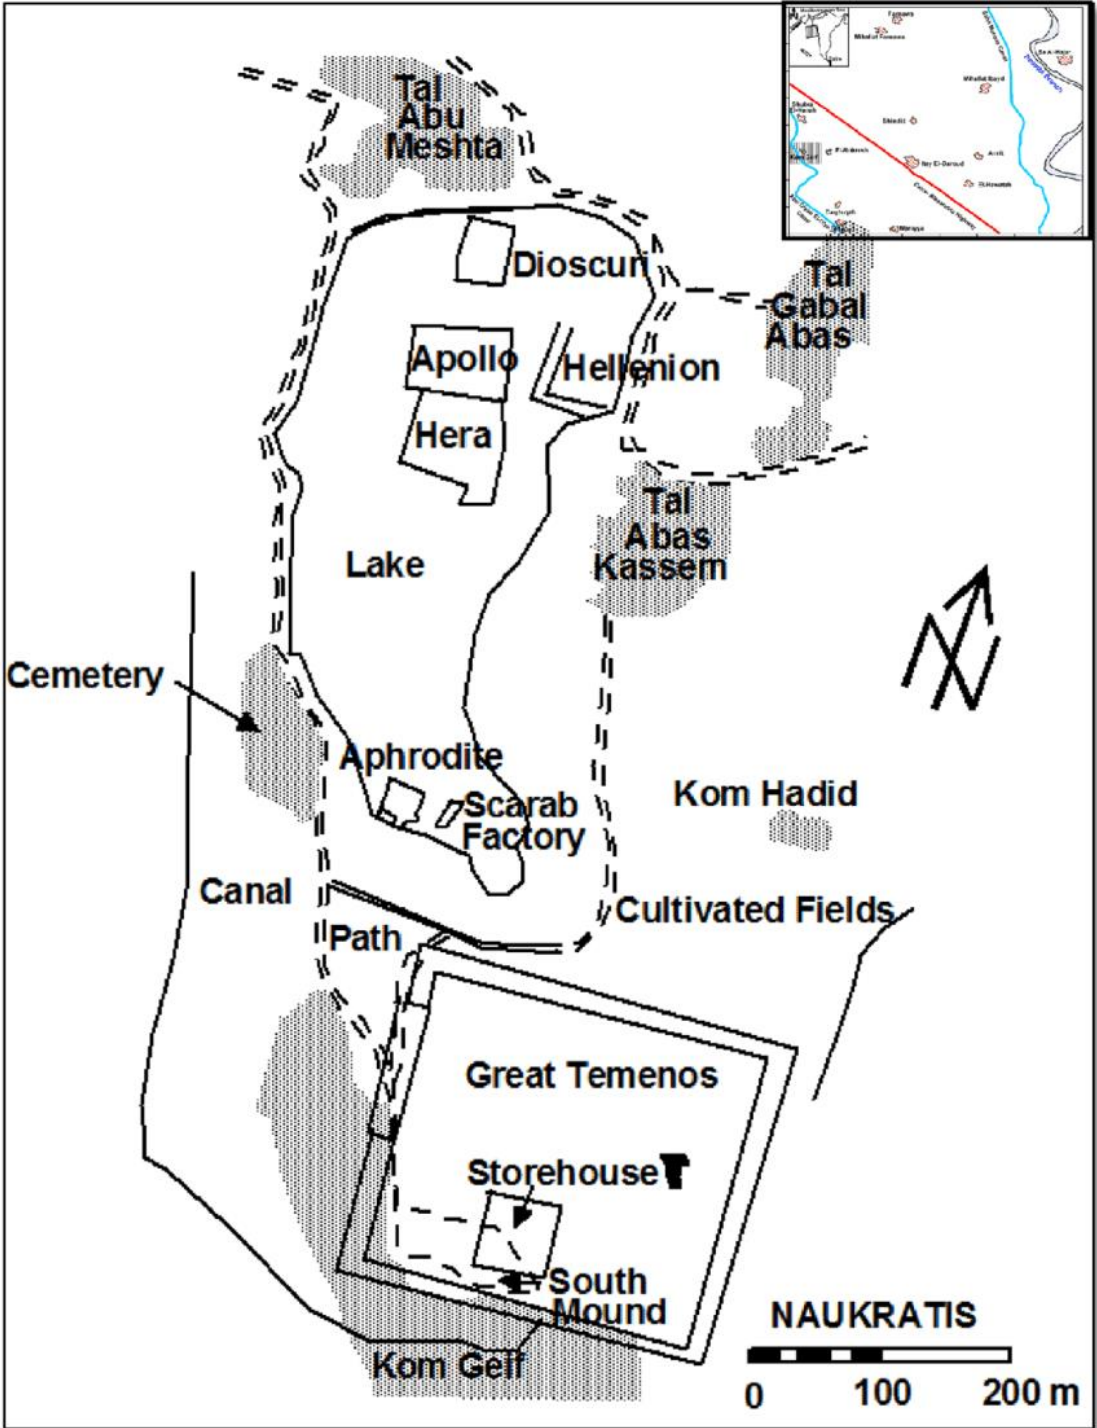 Tal
Abu
Meshta
Dioscuri
Tal
Gabal
Abas
Apollo
Hellenion
Hera
Tal
Abas
Kassem
Lake
Cemetery
Aphrodite
Scarab
Factory
Kom Hadid
Canal
Cultivated Fields
Path
Great Temenos
Storehouse
South
Mound
Kom Geif
NAUKRATIS
0 100 200 m